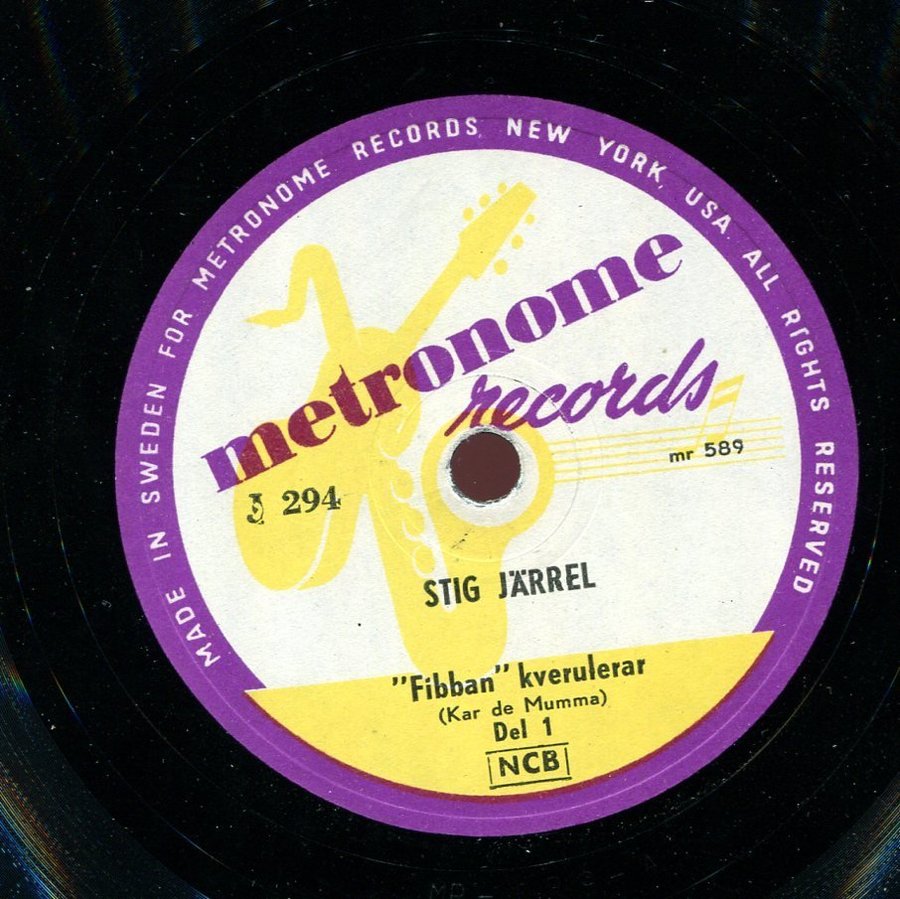 MADE IN SWEDEN FOR METRONOME RECORDS, NEW YORK, USA ALL RIGHTS RESERVED
metronome
records
mr 589
J 294
STIG JÄRREL
"Fibban" kverulerar
(Kar de Mumma)
Del 1
NCB